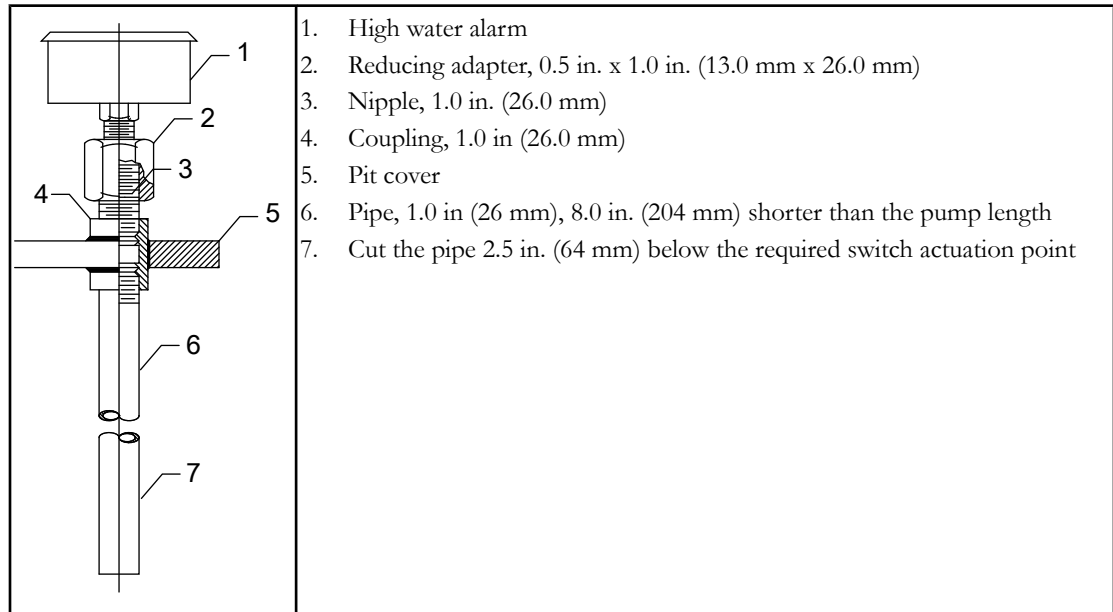 1
2
3
4
5
6
7
1. High water alarm
2. Reducing adapter, 0.5 in. x 1.0 in. (13.0 mm x 26.0 mm)
3. Nipple, 1.0 in. (26.0 mm)
4. Coupling, 1.0 in (26.0 mm)
5. Pit cover
6. Pipe, 1.0 in (26 mm), 8.0 in. (204 mm) shorter than the pump length
7. Cut the pipe 2.5 in. (64 mm) below the required switch actuation point